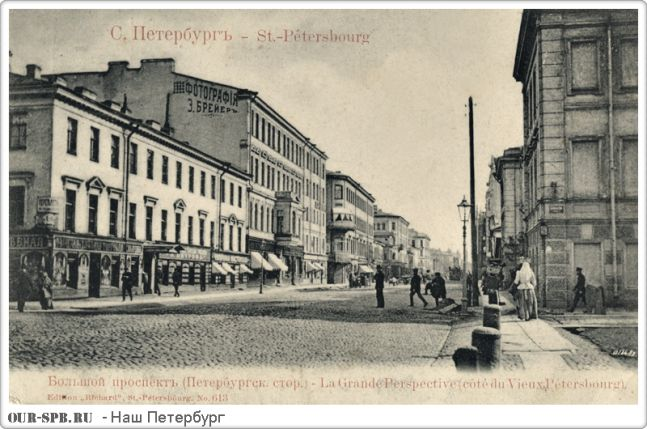 С. Петербургъ - St.-Pétersbourg
ФОТОГРАФІЯ
Э. БРЕЙЕРЪ
Большой проспектъ (Петербургск. стор.) - La Grande Perspective (côté du Vieux Pétersbourg).
Edition „Richard", St.-Pétersbourg. No. 613
OUR-SPB.RU - Наш Петербург